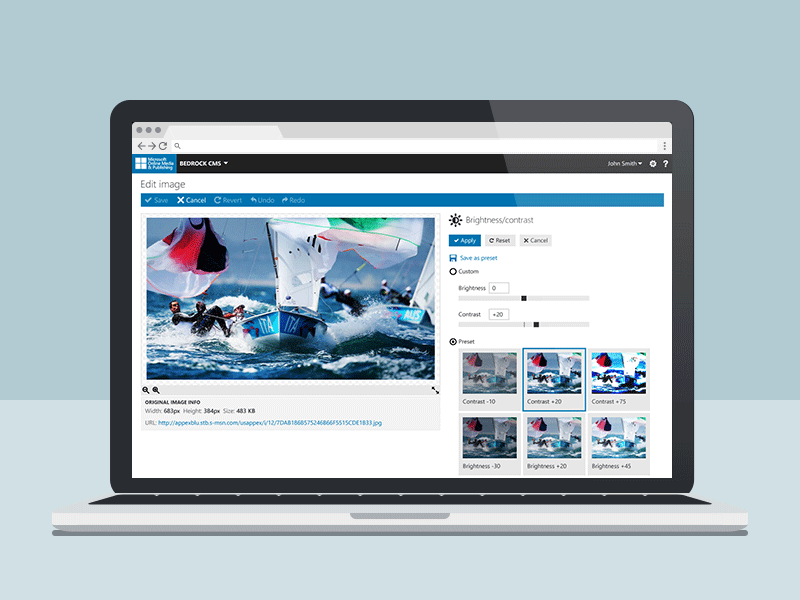 Microsoft
Online Media
& Publishing
BEDROCK CMS
John Smith
?
Edit image
Save Cancel Revert Undo Redo
Brightness/contrast
Apply Reset Cancel
Save as preset
Custom
Brightness 0
Contrast +20
Preset
ITA ITA
AUS
Contrast -10 Contrast +20 Contrast +75
ORIGINAL IMAGE INFO
Width: 683px Height: 384px Size: 483 KB
URL: http://appexblu.stb.s-msn.com/usappex/i/12/7DAB1868575246B66F5515CDE1B33.jpg
Brightness -30 Brightness +20 Brightness +45